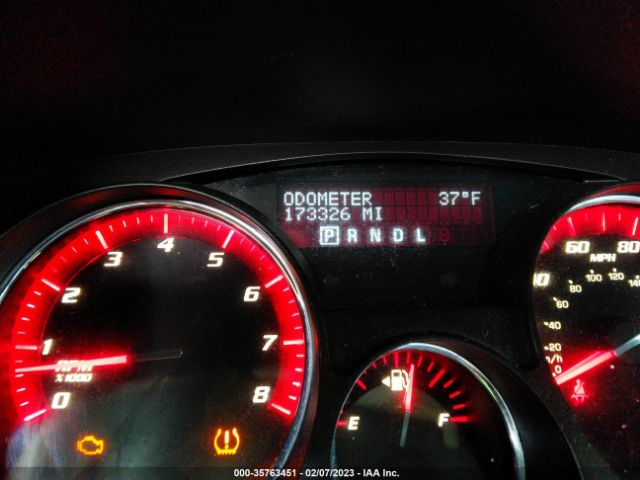 ODOMETER 37°F
173326 MI
P R N D L
0 1 2 3 4 5 6 7 8
RPM
X1000
E F
60 80
MPH
20 40 60 80 100 120 140
0
000-35763451 - 02/07/2023 - IAA Inc.